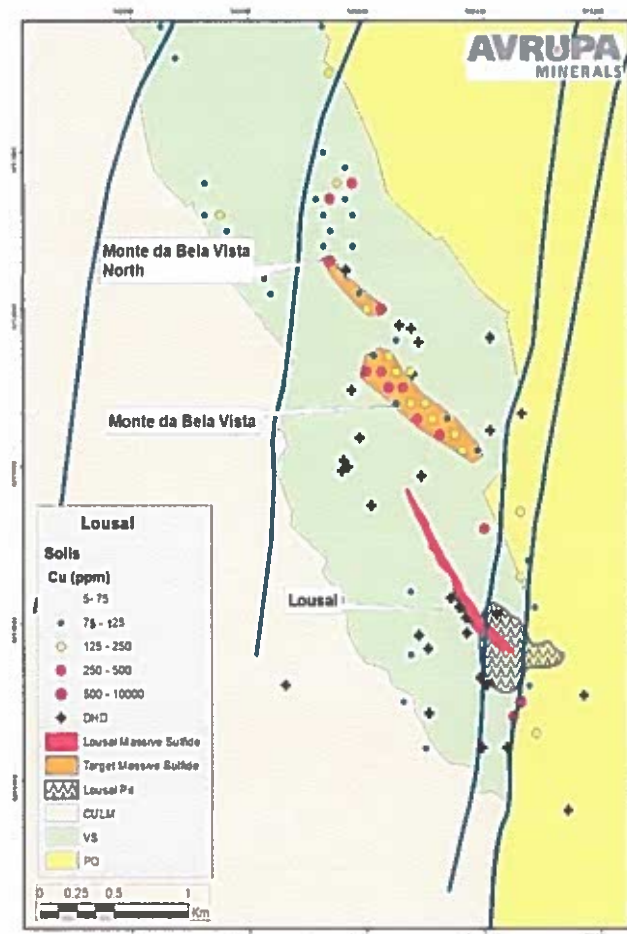 AVRUPA
MINERALS
Monte da Bela Vista
North
Monte da Bela Vista
Lousal
Lousal
Soils
Cu (ppm)
5-75
75 - 125
125 - 250
250 - 500
500 - 10000
DHD
Lousal Massive Sulfide
Target Massive Sulfide
Lousal Pit
CULM
VS
PQ
0 0.25 0.5 1
Km